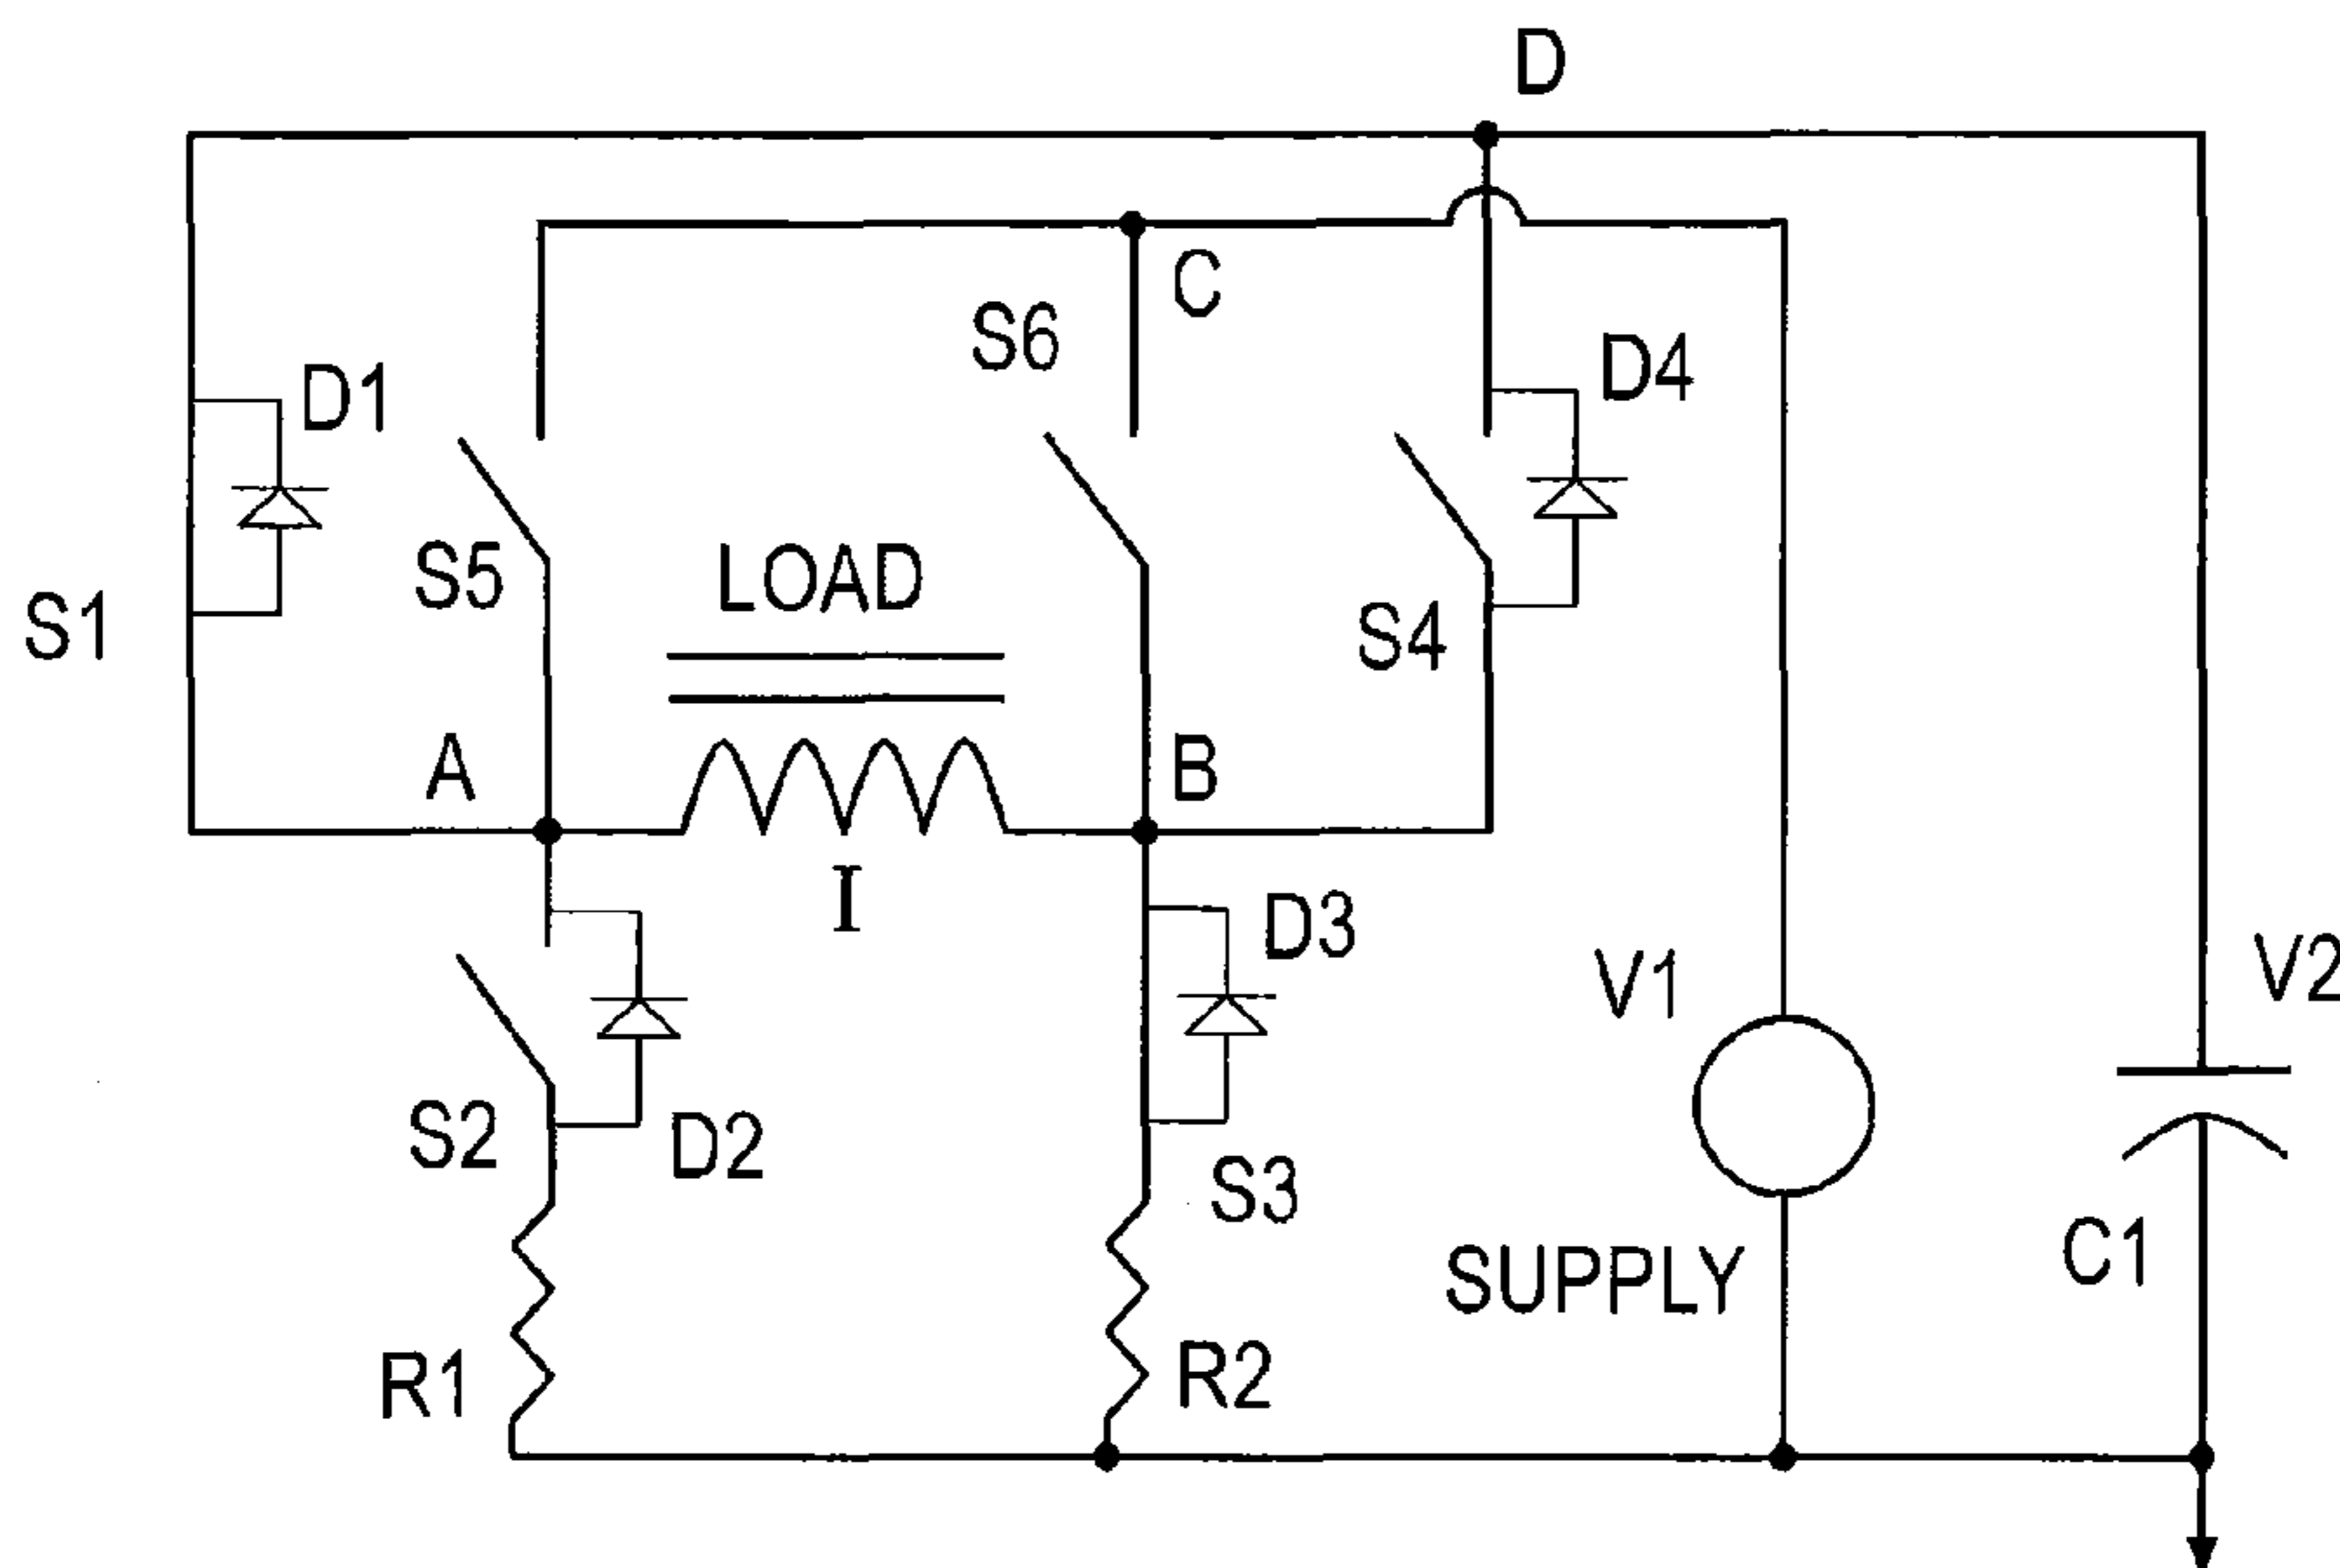 D
C
S6
D1
D4
S5
LOAD
S1
S4
A
B
I
D3
V1
V2
S2
D2
S3
SUPPLY
C1
R1
R2